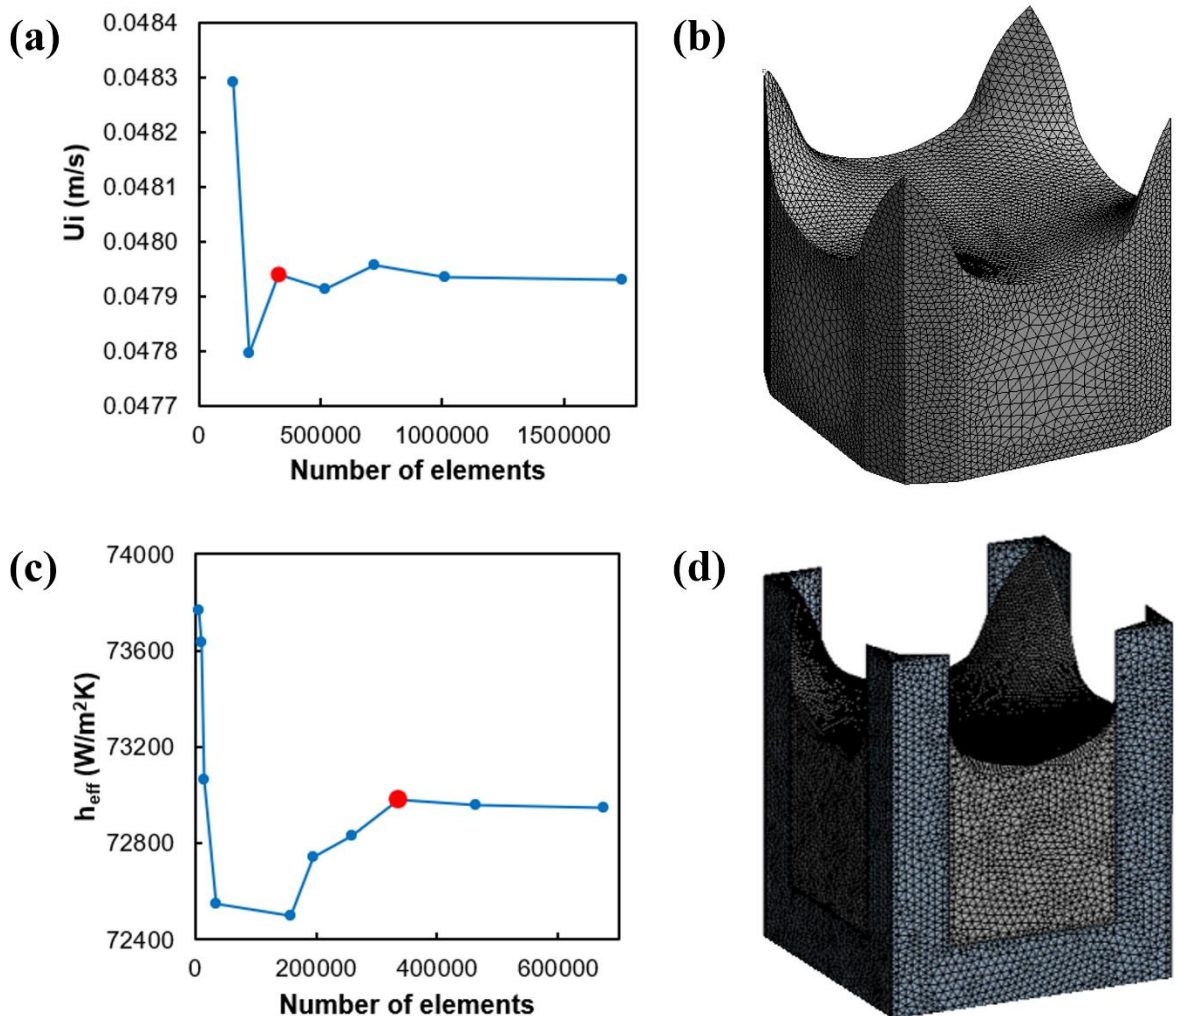 (a)
0.0484
0.0483
0.0482
0.0481
0.0480
0.0479
0.0478
0.0477
Ui (m/s)
0 500000 1000000 1500000
Number of elements
(b)
(c)
74000
73600
73200
72800
72400
h_eff (W/m²K)
0 200000 400000 600000
Number of elements
(d)